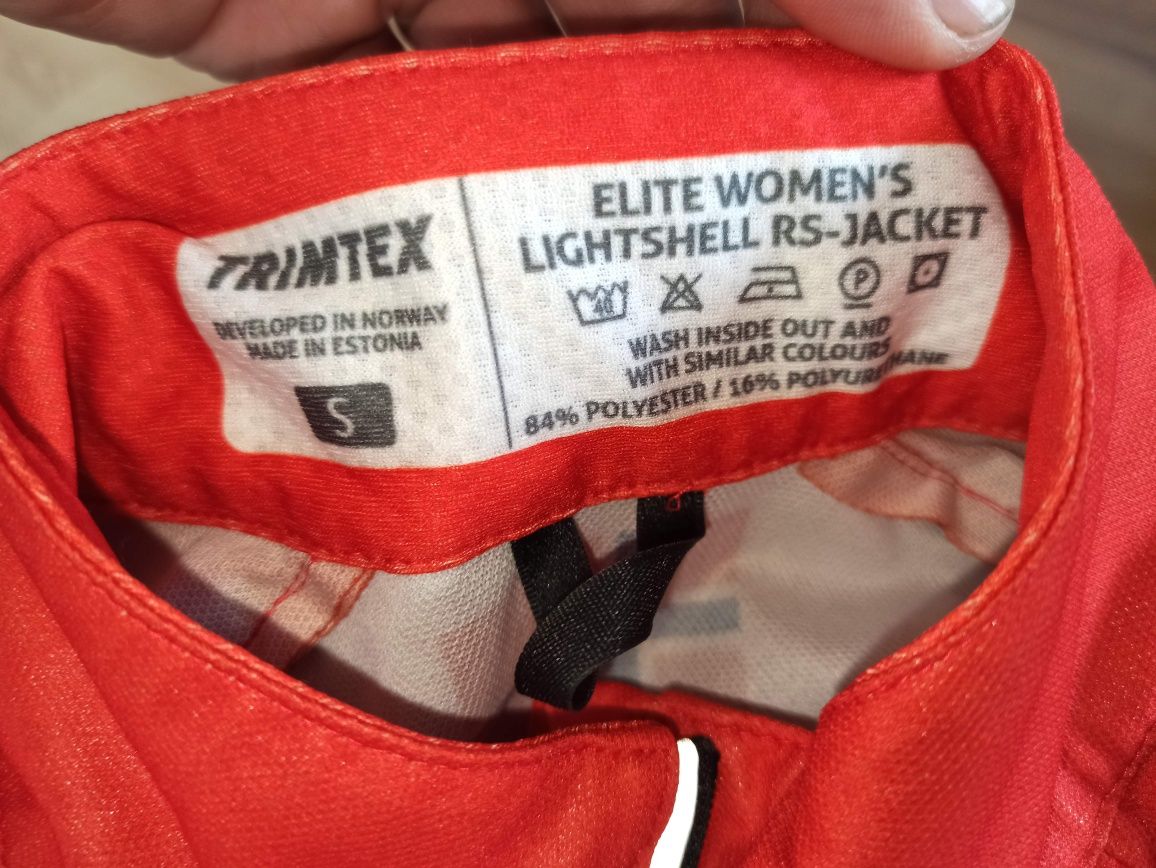 TRIMTEX
DEVELOPED IN NORWAY
MADE IN ESTONIA
S
ELITE WOMEN'S
LIGHTSHELL RS-JACKET
40
P
WASH INSIDE OUT AND
WITH SIMILAR COLOURS
84% POLYESTER / 16% POLYURETHANE